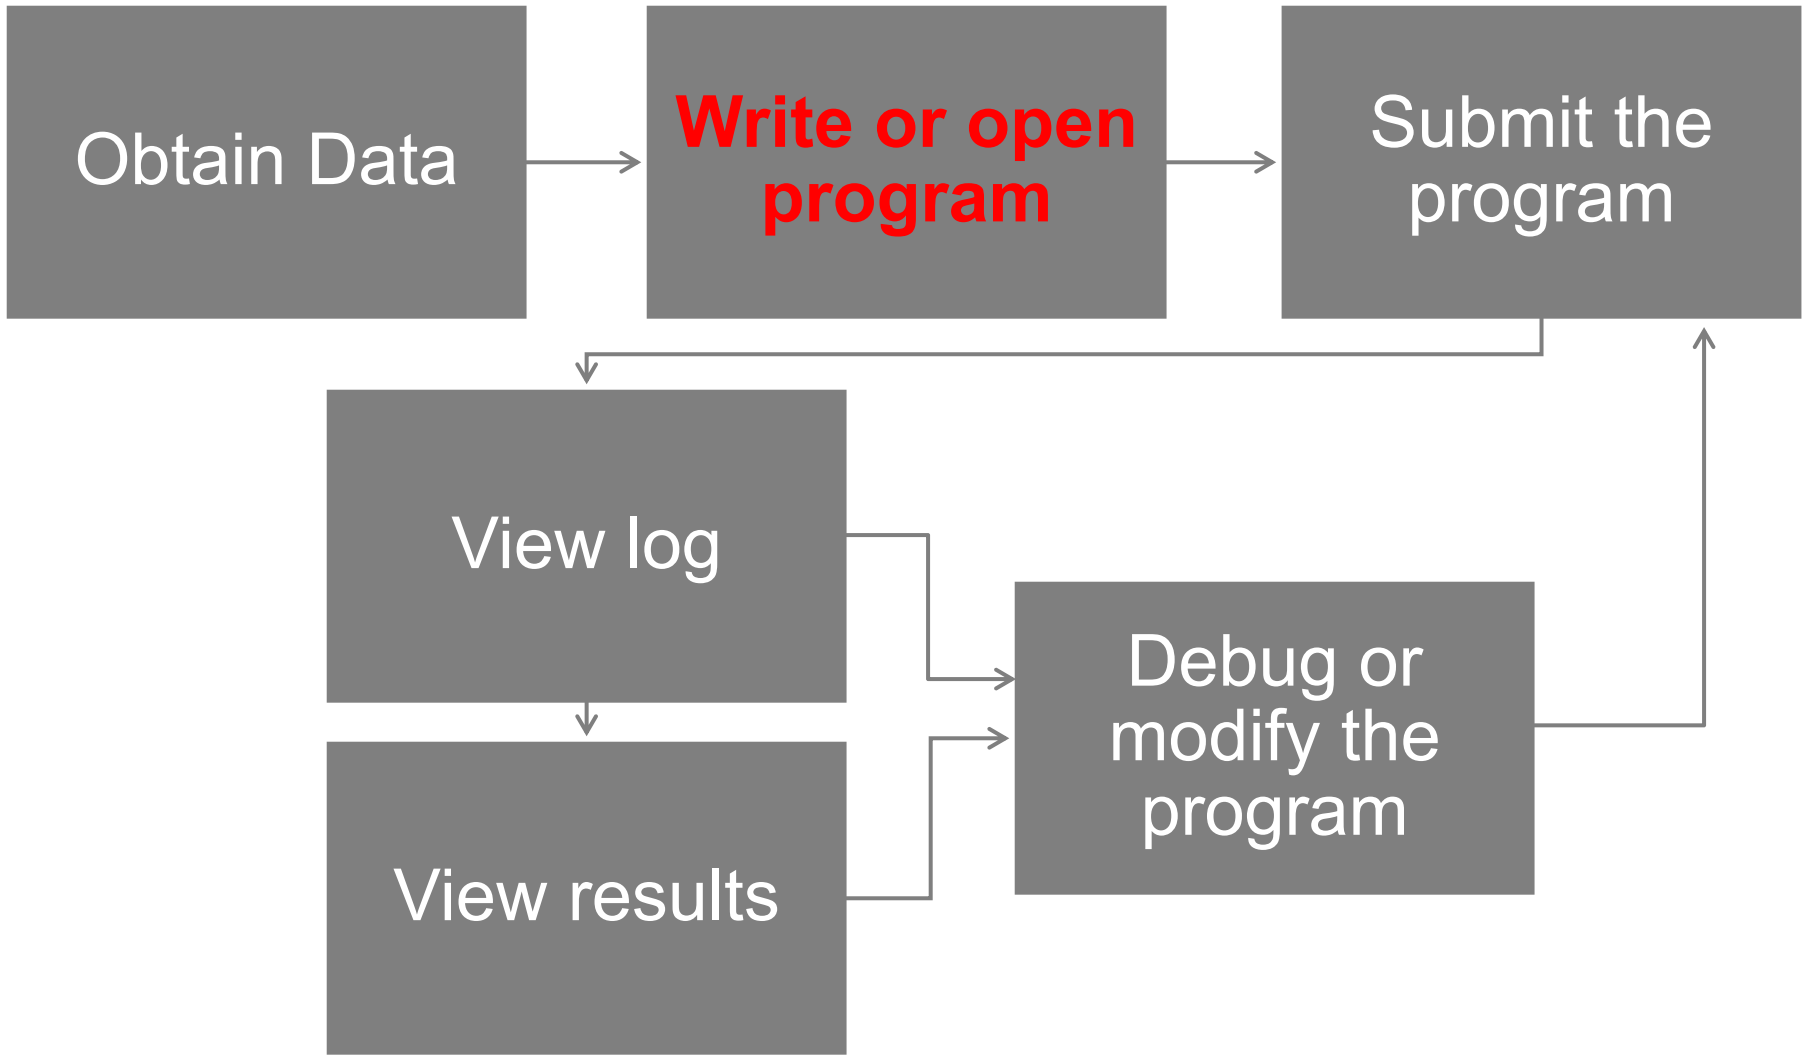 Obtain Data
Write or open
program
Submit the
program
View log
Debug or
modify the
program
View results